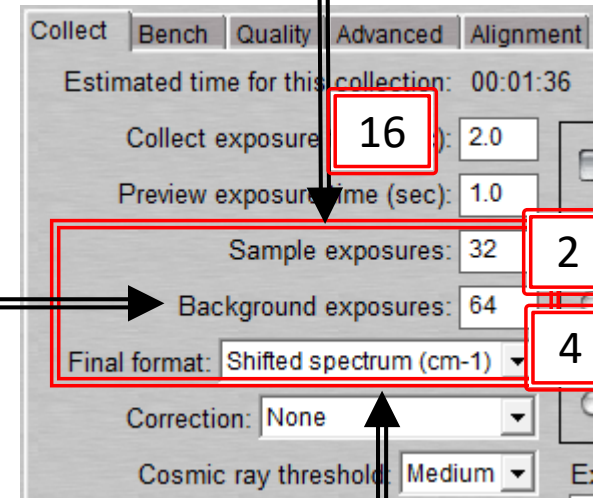 Collect Bench Quality Advanced Alignment
Estimated time for this collection: 00:01:36
Collect exposure 16 ): 2.0
Preview exposure time (sec): 1.0
Sample exposures: 32 2
Background exposures: 64
Final format: Shifted spectrum (cm-1) 4
Correction: None
Cosmic ray threshold: Medium